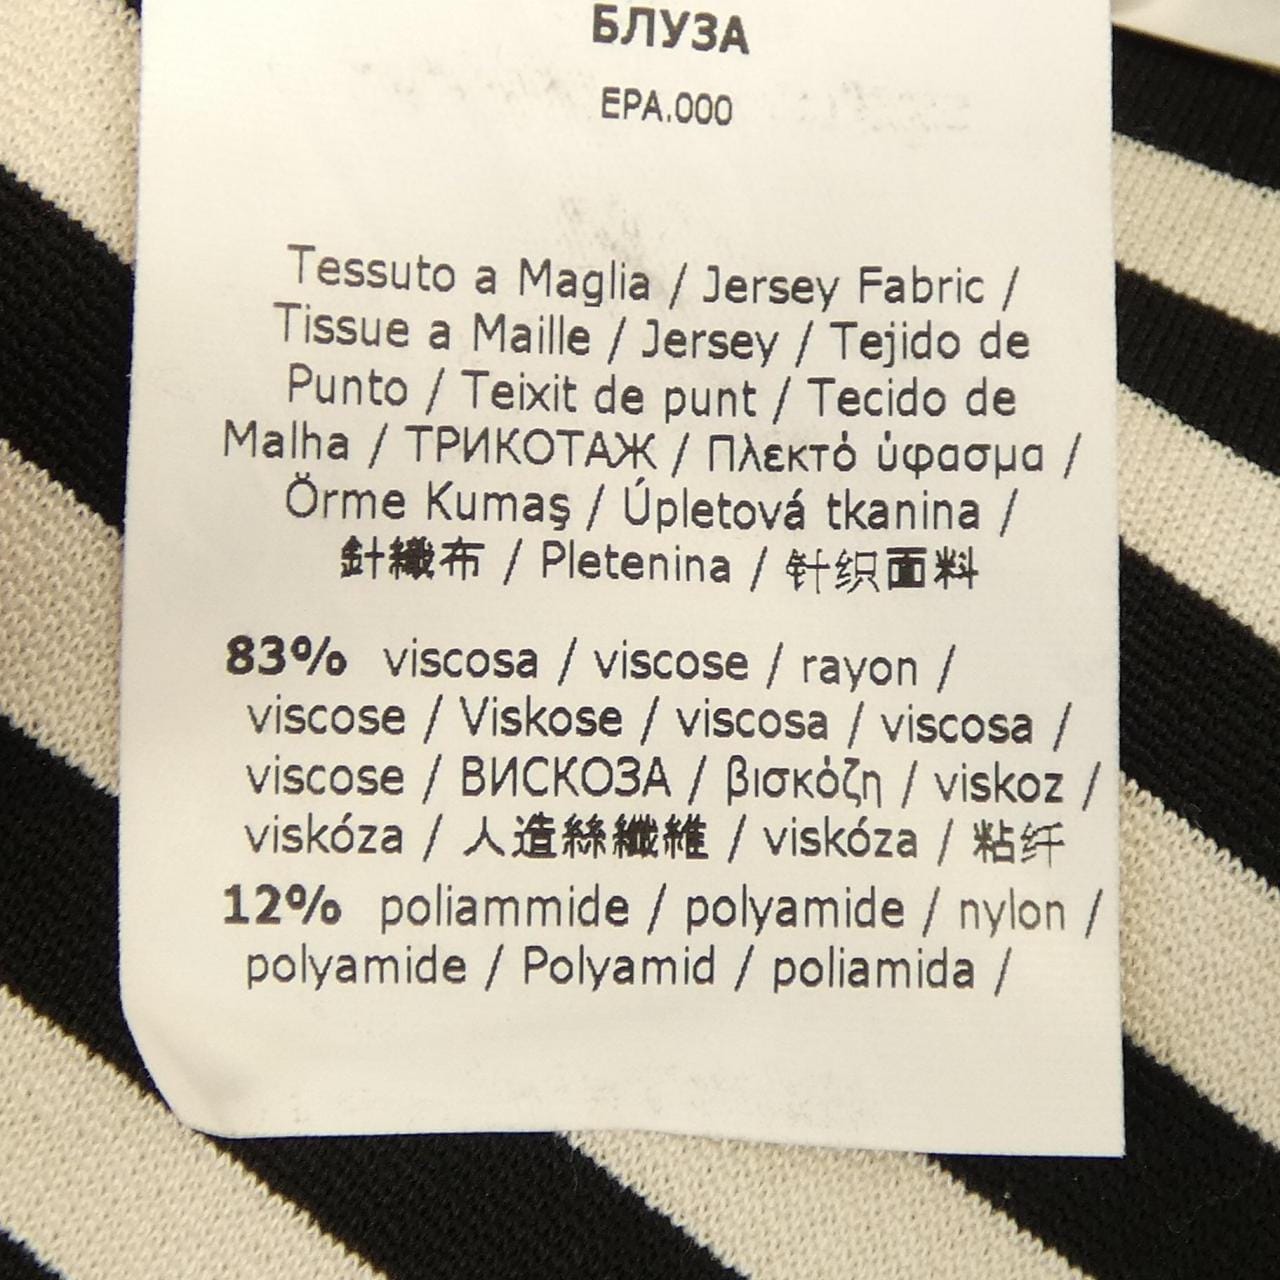 БЛУЗА
EPA.000
Tessuto a Maglia / Jersey Fabric /
Tissue a Maille / Jersey / Tejido de
Punto / Teixit de punt / Tecido de
Malha / ТРИКОТАЖ / Πλεκτό ύφασμα /
Örme Kumaş / Úpletová tkanina /
針織布 / Pletenina / 针织面料
83% viscosa / viscose / rayon /
viscose / Viskose / viscosa / viscosa /
viscose / ВИСКОЗА / βισκόζη / viskoz /
viskóza / 人造絲纖維 / viskóza / 粘纤
12% poliammide / polyamide / nylon /
polyamide / Polyamid / poliamida /